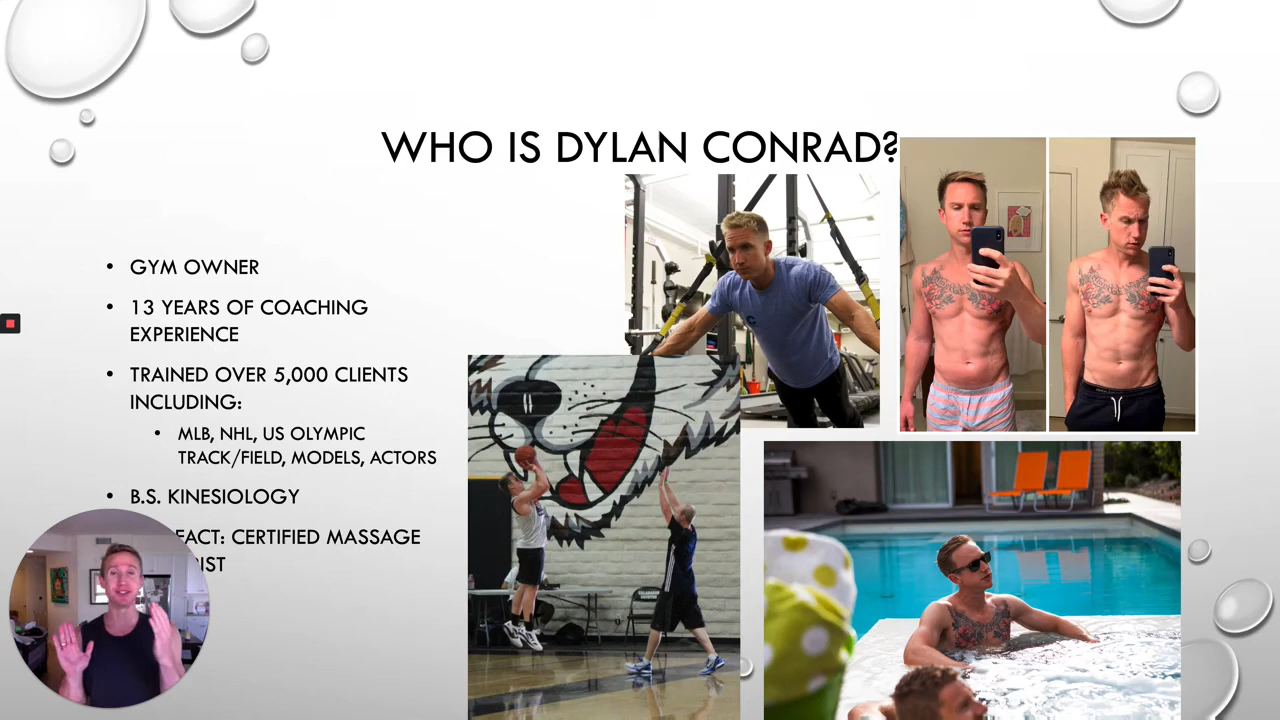 WHO IS DYLAN CONRAD?
• GYM OWNER
• 13 YEARS OF COACHING
EXPERIENCE
• TRAINED OVER 5,000 CLIENTS
INCLUDING:
• MLB, NHL, US OLYMPIC
TRACK/FIELD, MODELS, ACTORS
• B.S. KINESIOLOGY
FACT: CERTIFIED MASSAGE